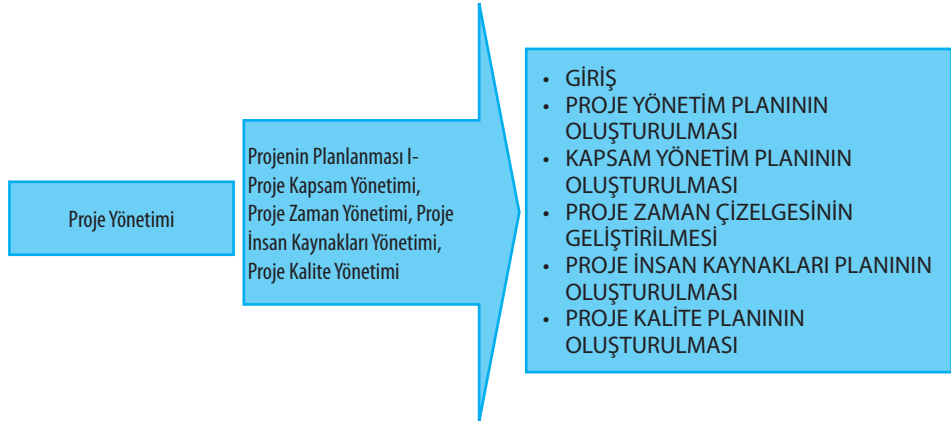 Proje Yönetimi
Projenin Planlanması I-
Proje Kapsam Yönetimi,
Proje Zaman Yönetimi, Proje
İnsan Kaynakları Yönetimi,
Proje Kalite Yönetimi
• GİRİŞ
• PROJE YÖNETİM PLANININ
OLUŞTURULMASI
• KAPSAM YÖNETİM PLANININ
OLUŞTURULMASI
• PROJE ZAMAN ÇİZELGESİNİN
GELİŞTİRİLMESİ
• PROJE İNSAN KAYNAKLARI PLANININ
OLUŞTURULMASI
• PROJE KALİTE PLANININ
OLUŞTURULMASI